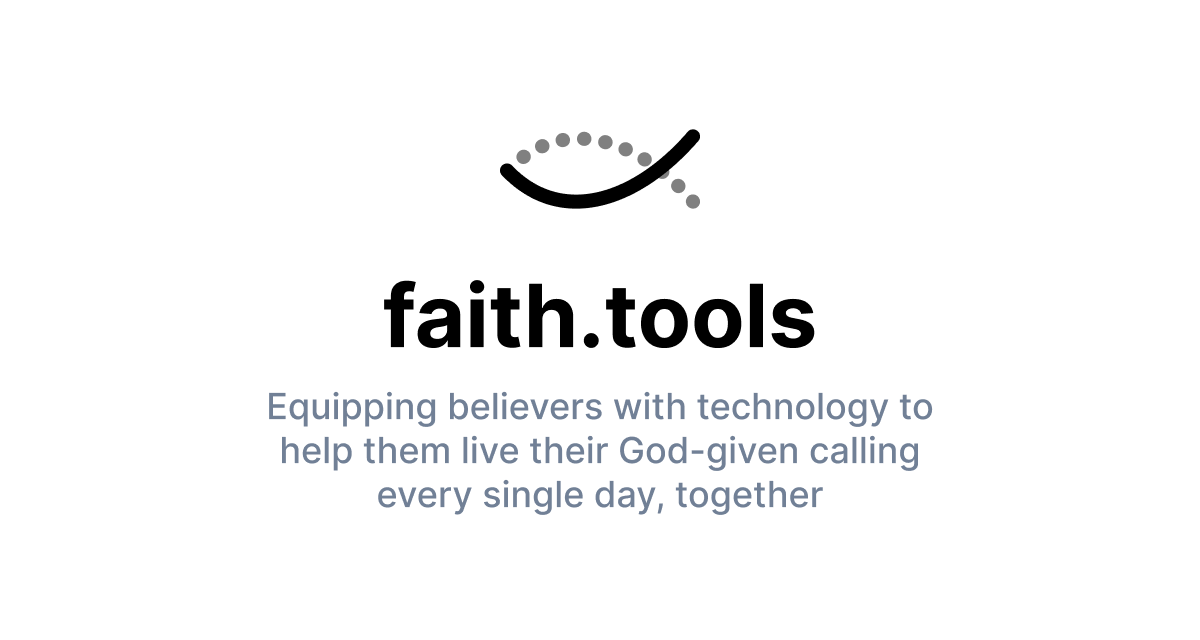 faith.tools
Equipping believers with technology to
help them live their God-given calling
every single day, together